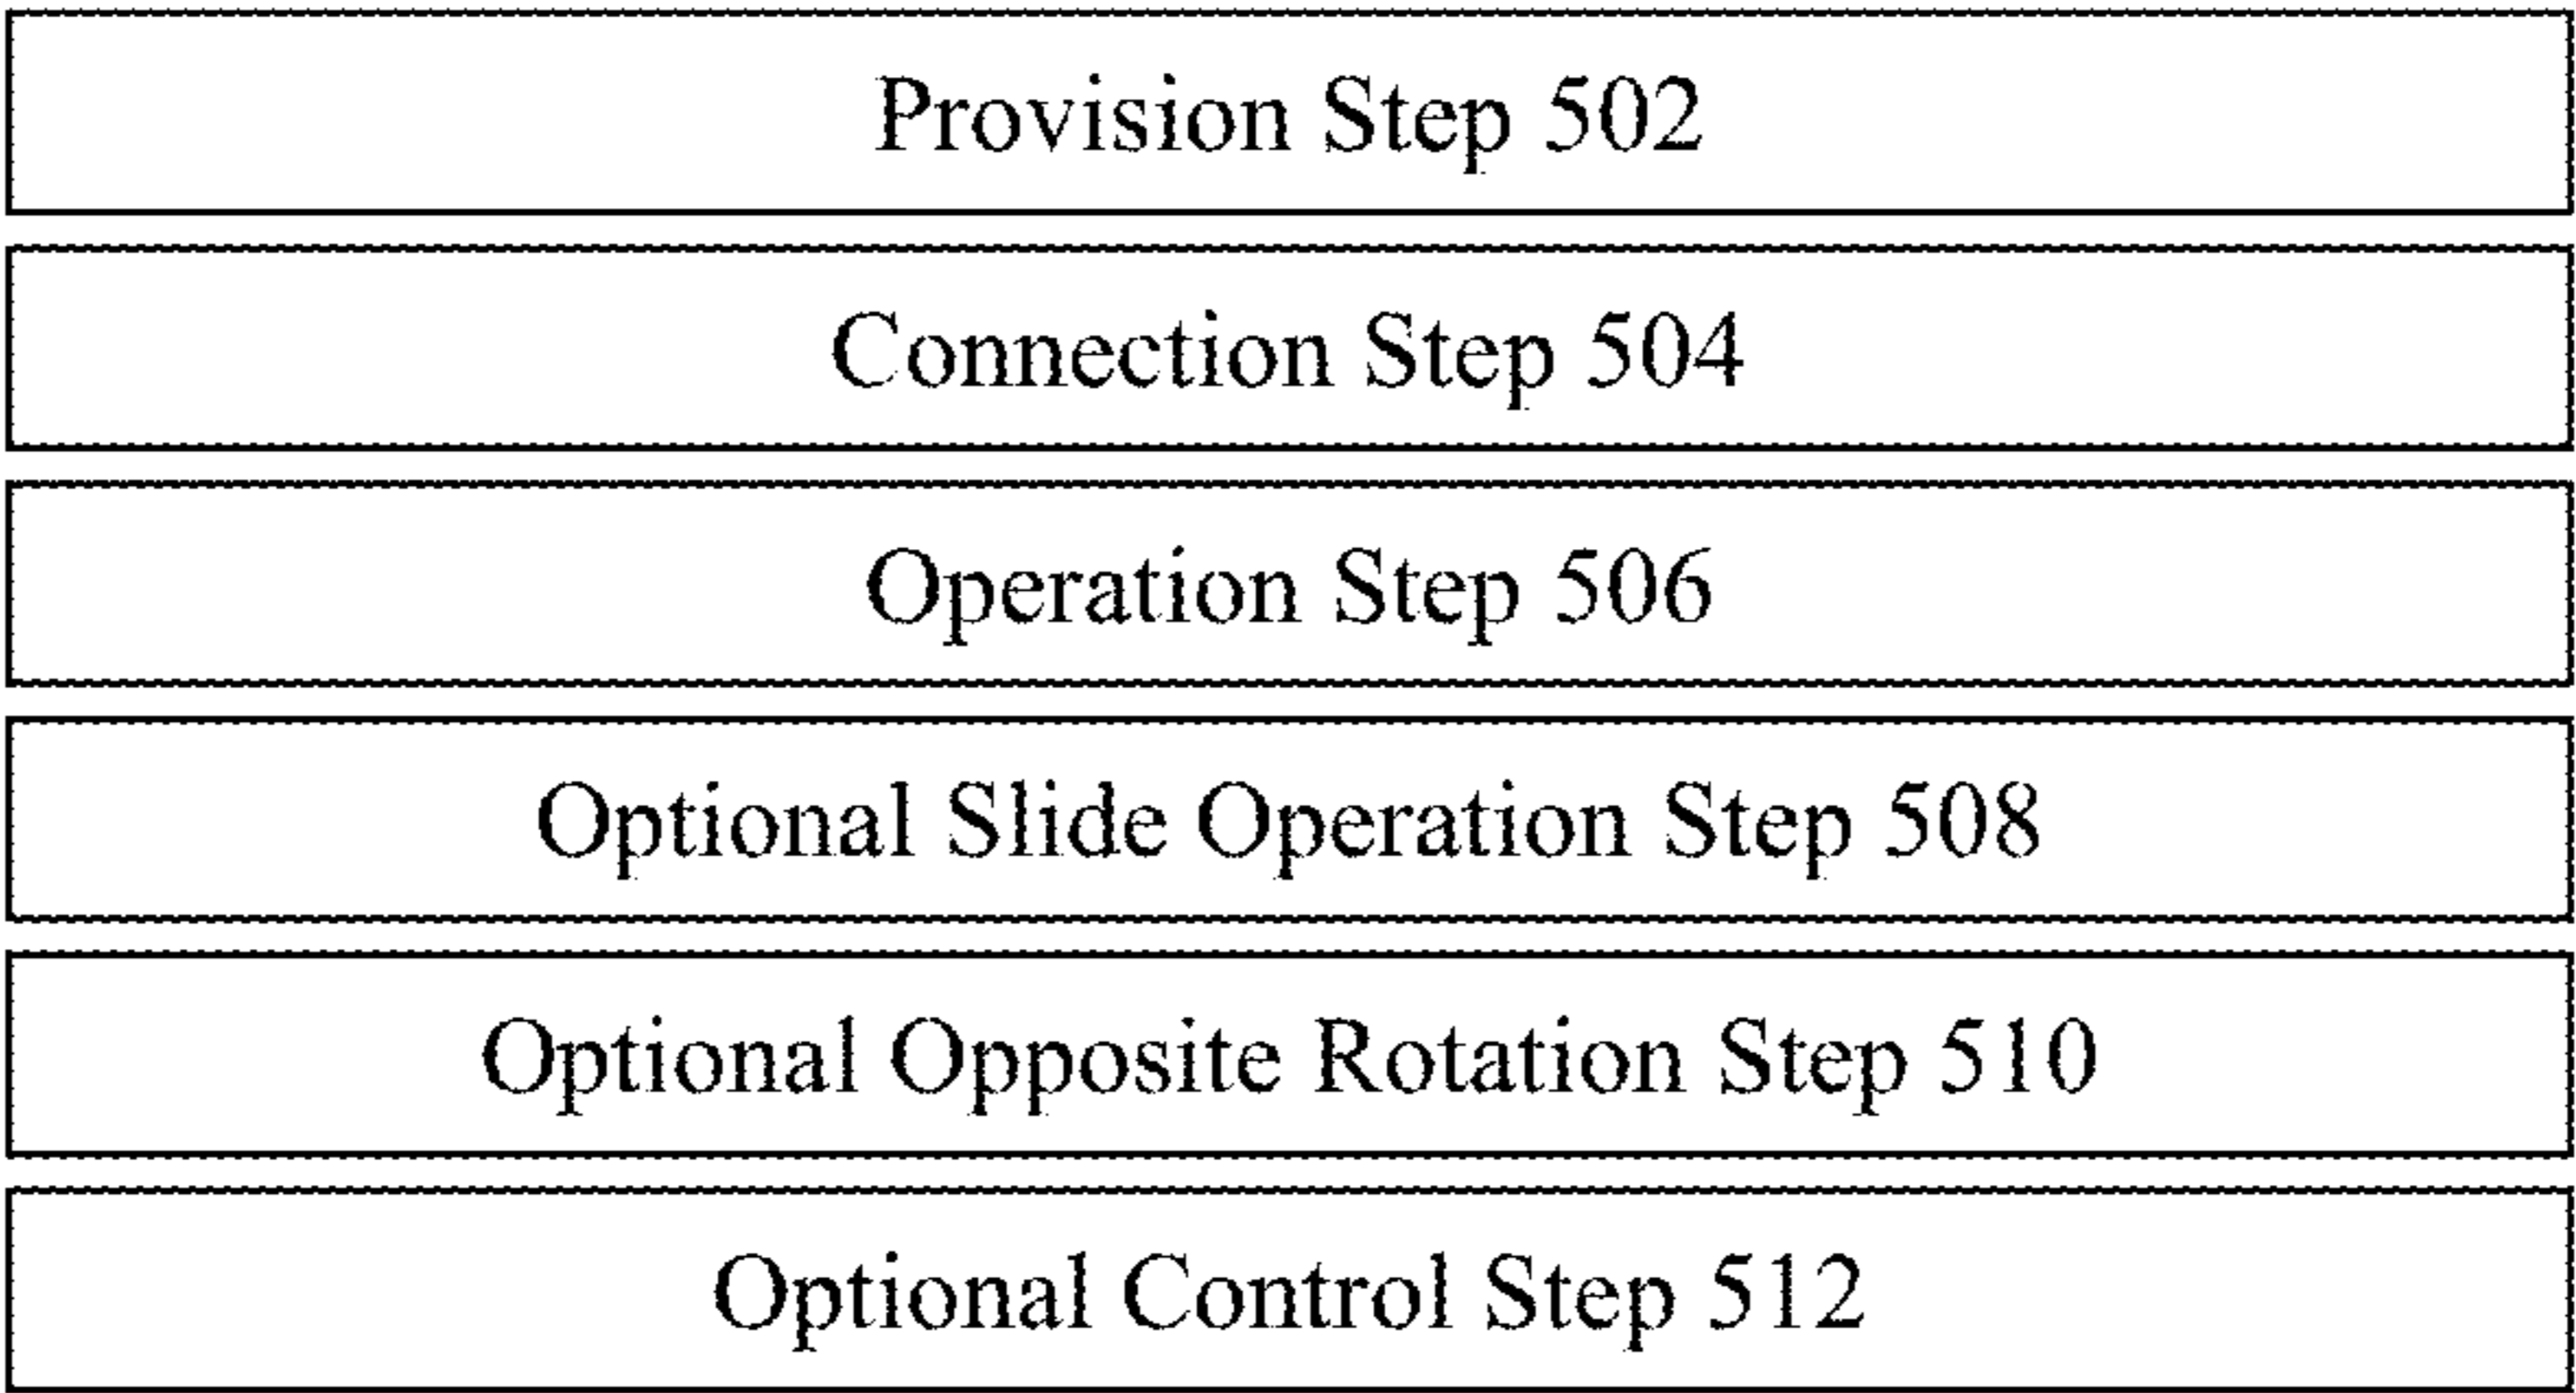 Provision Step 502
Connection Step 504
Operation Step 506
Optional Slide Operation Step 508
Optional Opposite Rotation Step 510
Optional Control Step 512